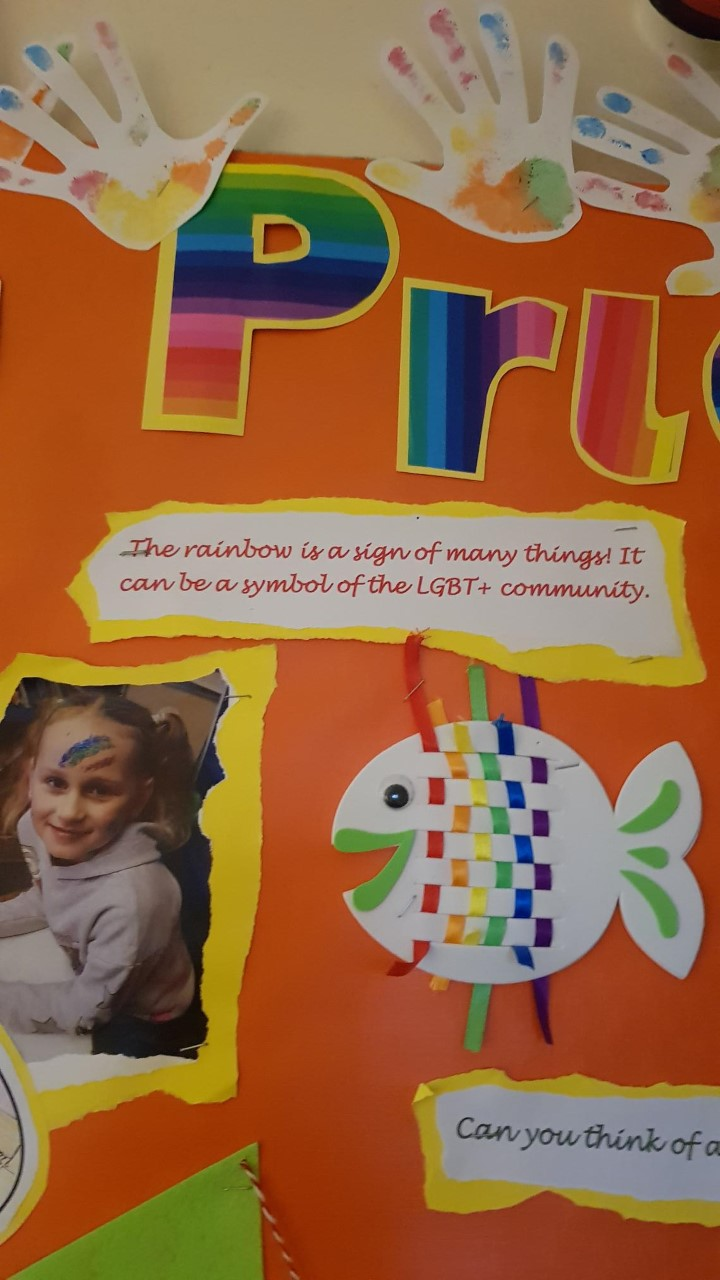 Pri
The rainbow is a sign of many things! It
can be a symbol of the LGBT+ community.
Can you think of a